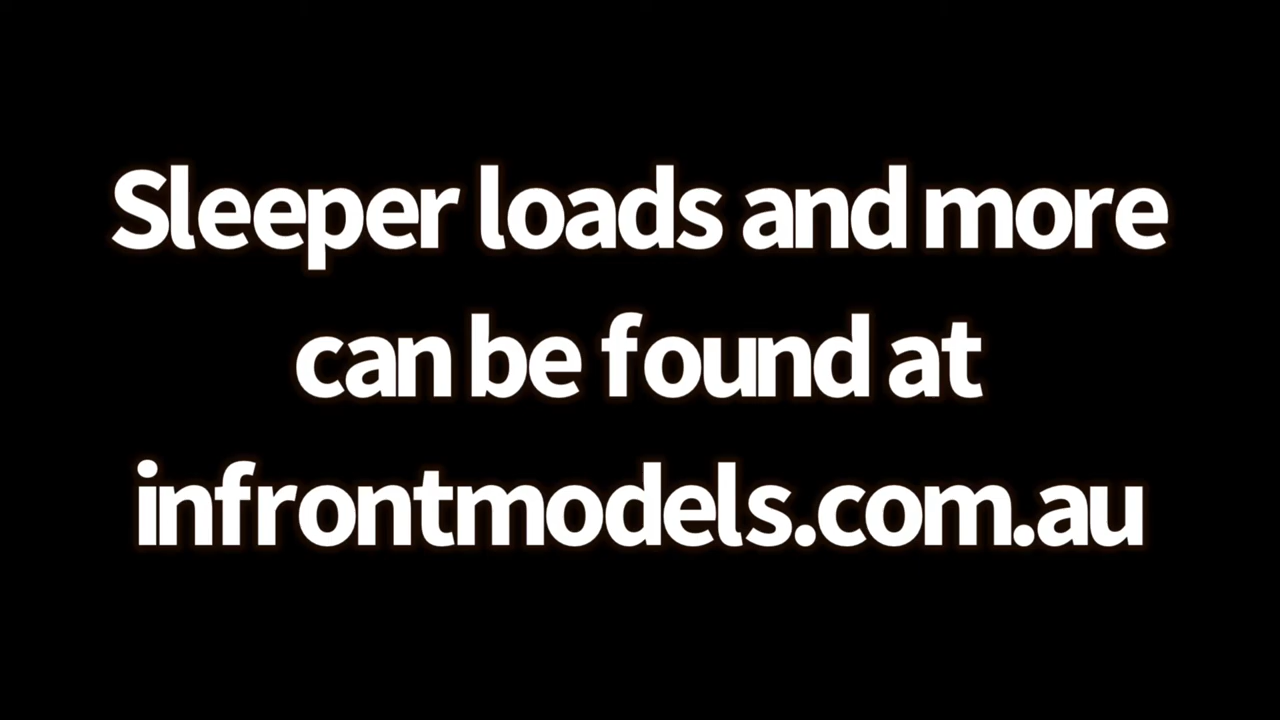 Sleeper loads and more
can be found at
infrontmodels.com.au